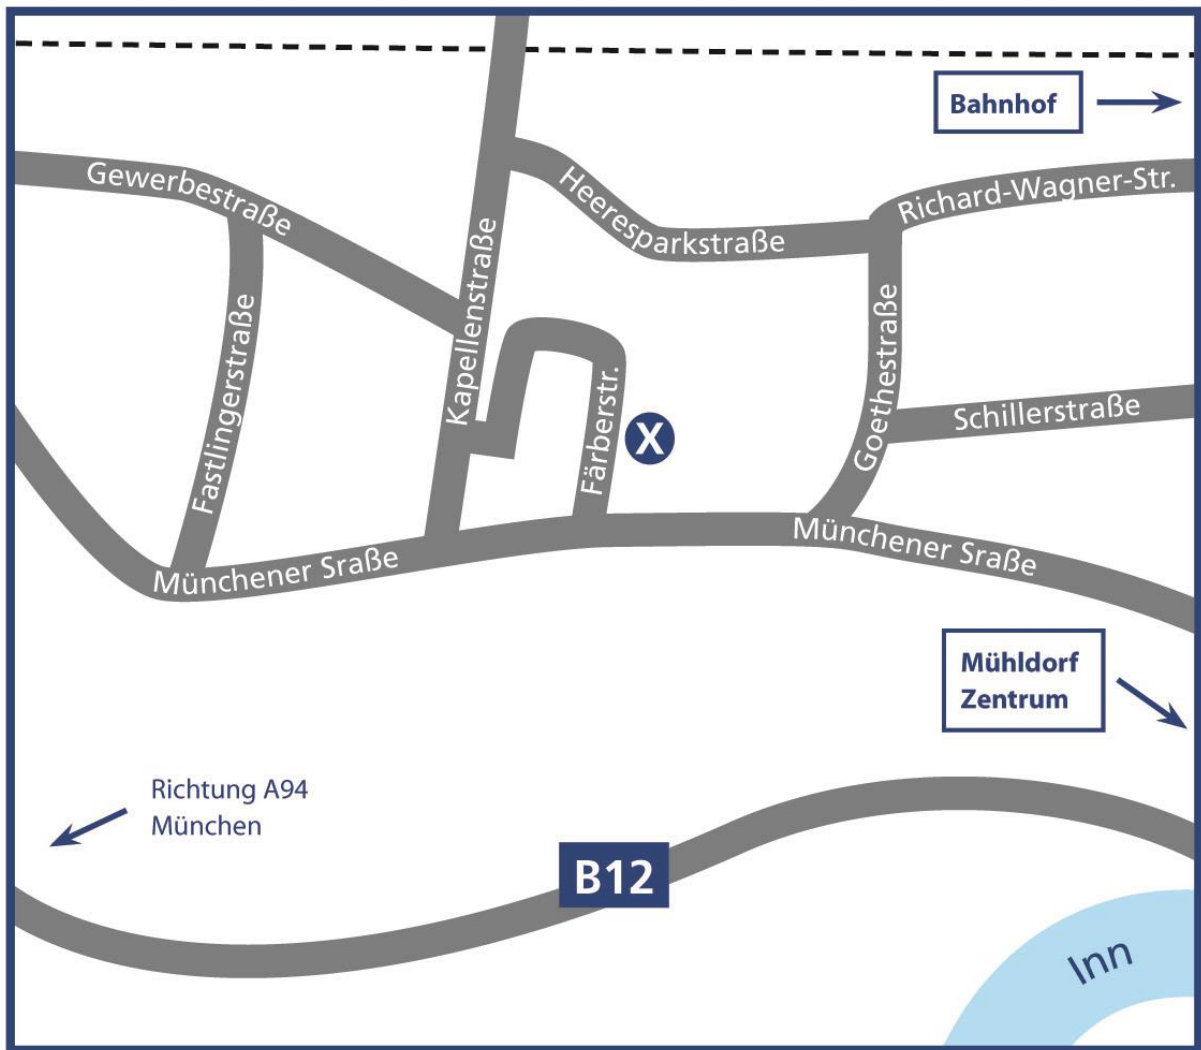 Bahnhof
Gewerbestraße
Heeresparkstraße
Richard-Wagner-Str.
Kapellenstraße
Fastlingerstraße
Färberstr.
X
Goethestraße
Schillerstraße
Münchener Sraße
Münchener Sraße
Mühldorf
Zentrum
Richtung A94
München
B12
Inn